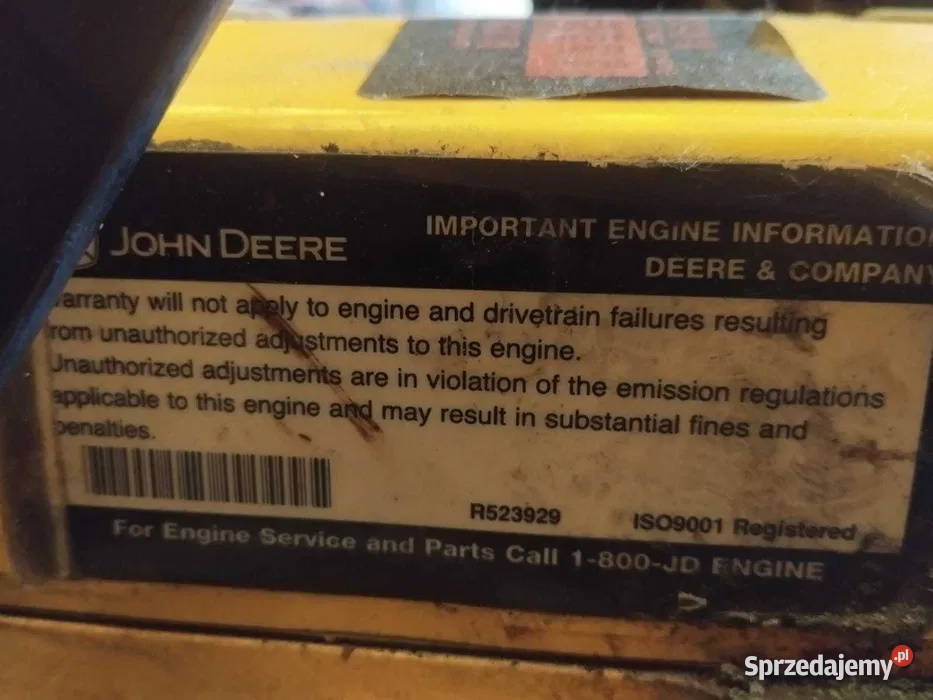 JOHN DEERE
IMPORTANT ENGINE INFORMATIO
DEERE & COMPANY
arranty will not apply to engine and drivetrain failures resulting
rom unauthorized adjustments to this engine.
Unauthorized adjustments are in violation of the emission regulations
applicable to this engine and may result in substantial fines and
penalties.
R523929
ISO9001 Registered
For Engine Service and Parts Call 1-800-JD ENGINE
Sprzedajemy.pl